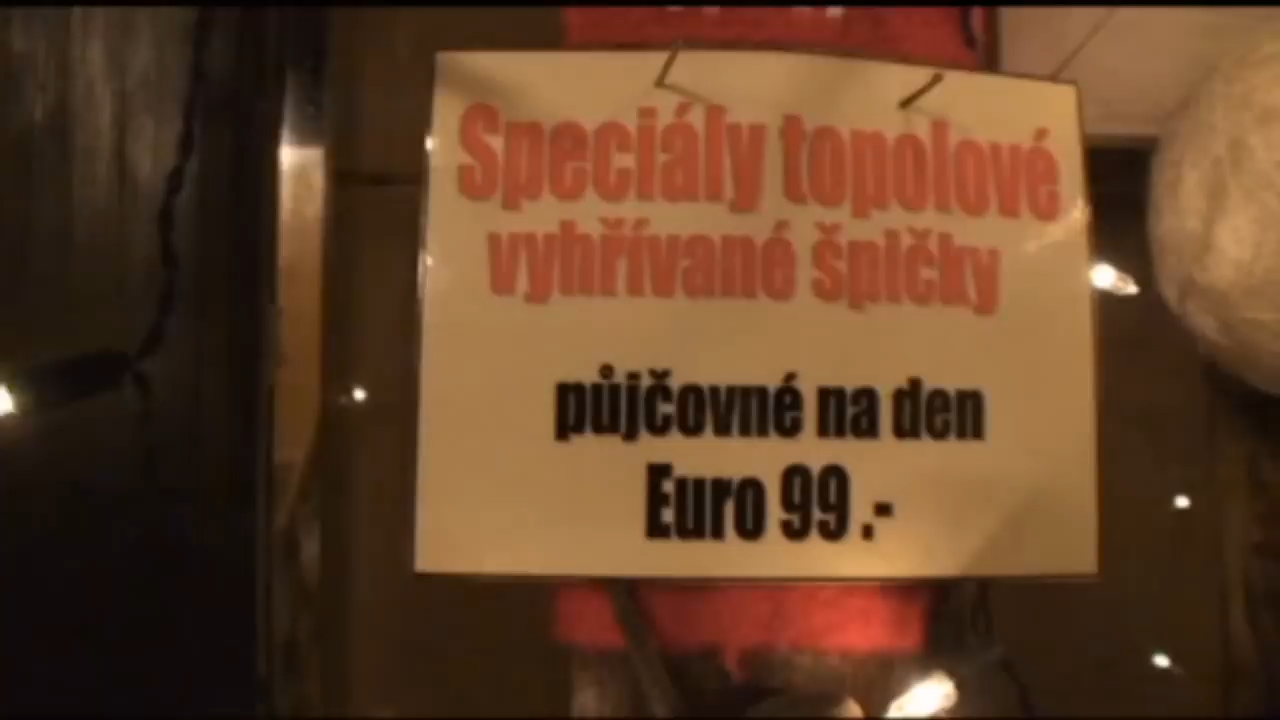 Speciály topolové
vyhřívané špičky
půjčovné na den
Euro 99.-